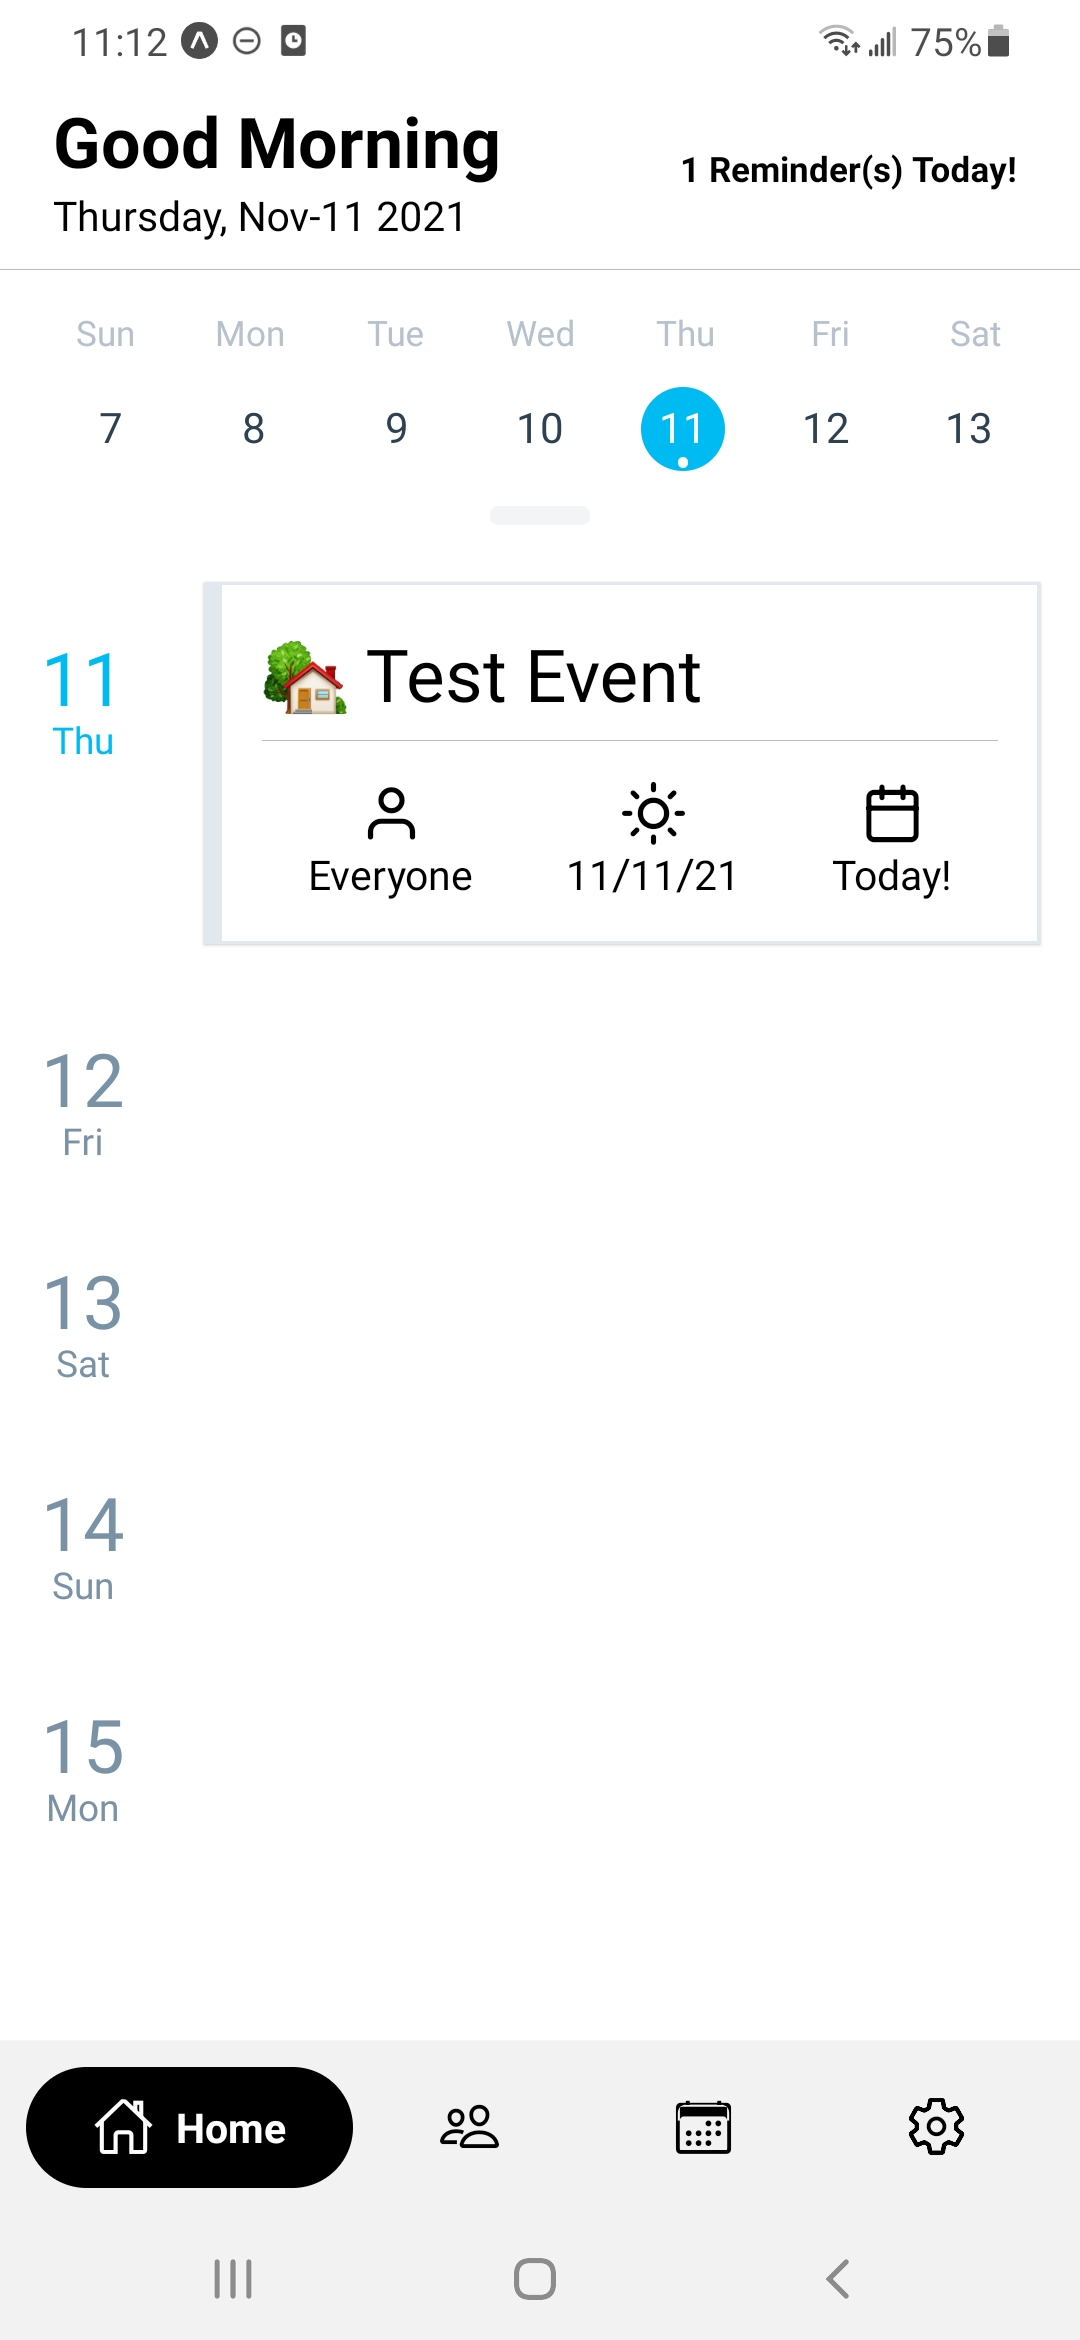 11:12 75%
Good Morning
1 Reminder(s) Today!
Thursday, Nov-11 2021
Sun Mon Tue Wed Thu Fri Sat
7 8 9 10 11 12 13
11
Thu
Test Event
Everyone 11/11/21 Today!
12
Fri
13
Sat
14
Sun
15
Mon
Home